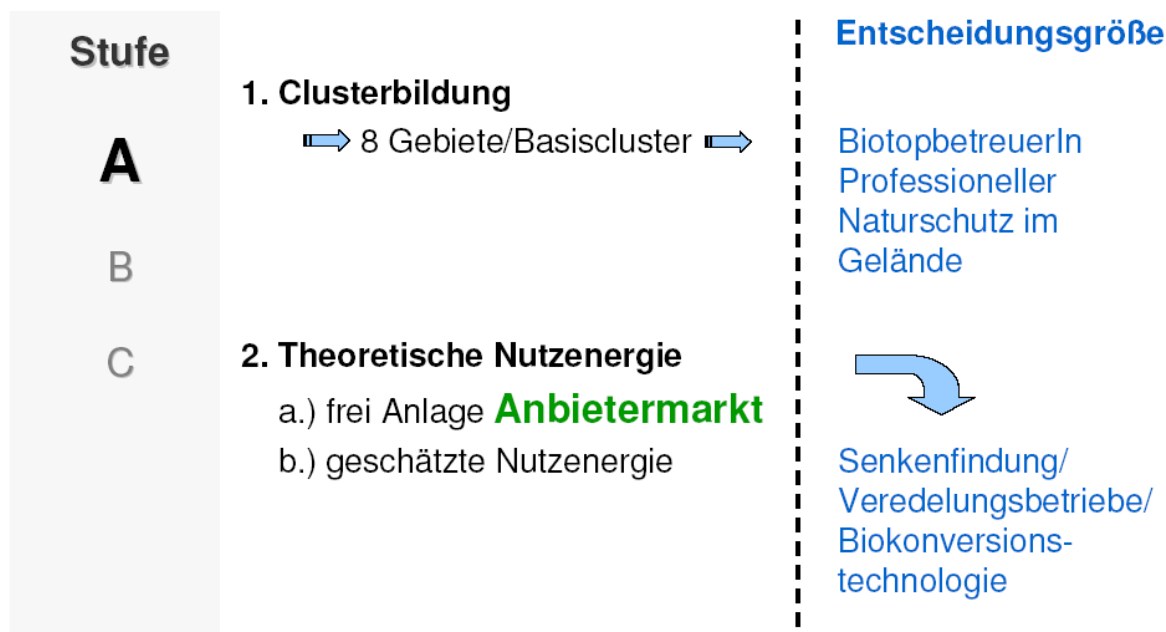 Stufe
A
B
C
1. Clusterbildung
8 Gebiete/Basiscluster
2. Theoretische Nutzenergie
a.) frei Anlage Anbietermarkt
b.) geschätzte Nutzenergie
Entscheidungsgröße
BiotopbetreuerIn
Professioneller
Naturschutz im
Gelände
Senkenfindung/
Veredelungsbetriebe/
Biokonversions-
technologie